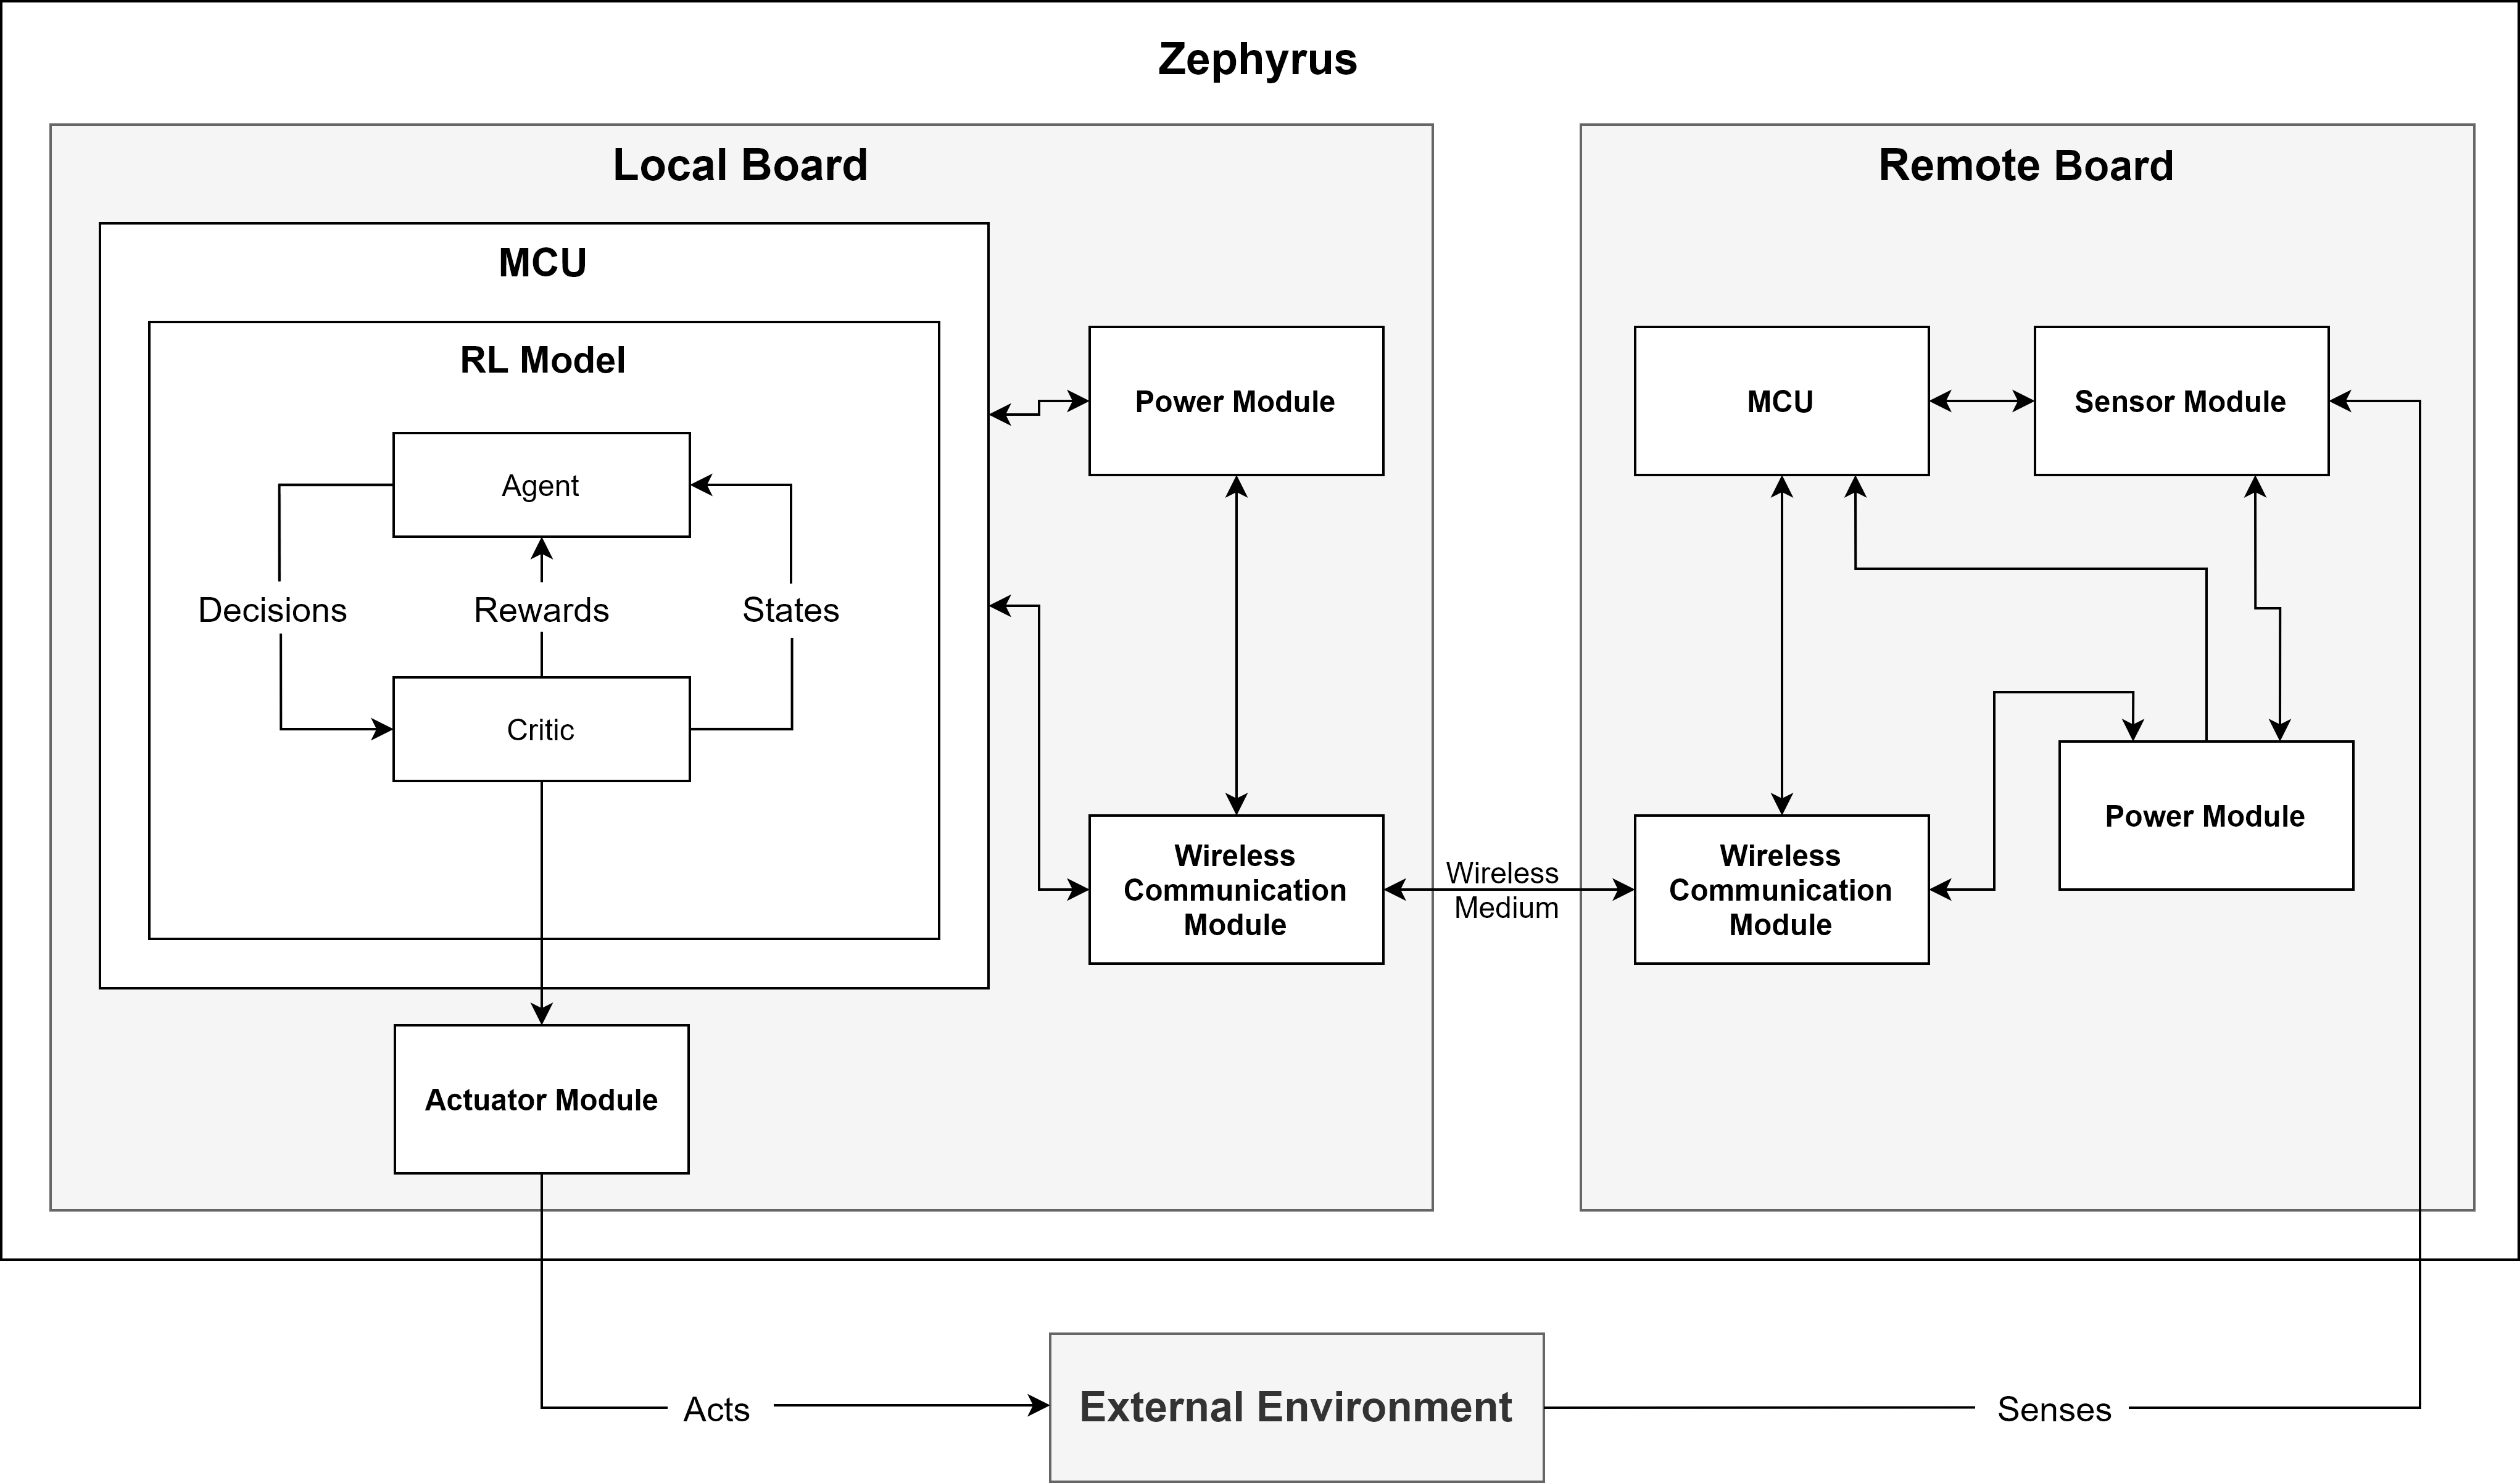 Zephyrus
Local Board
MCU
RL Model
Agent
Decisions
Rewards
States
Critic
Actuator Module
Power Module
Wireless
Communication
Module
Wireless
Medium
Remote Board
MCU
Sensor Module
Wireless
Communication
Module
Power Module
Acts
External Environment
Senses